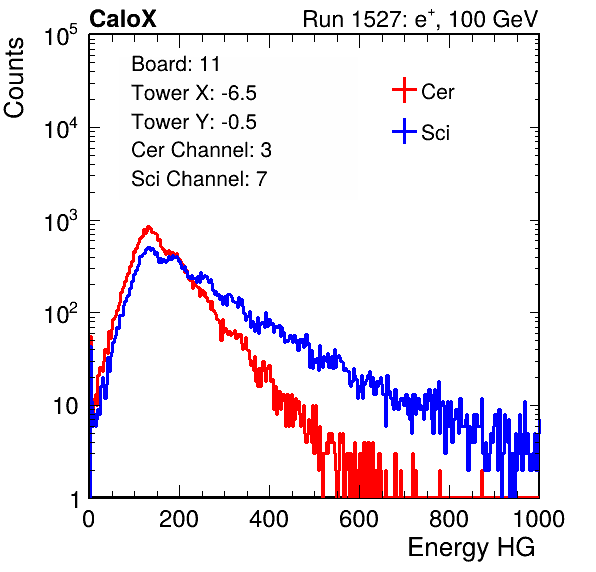 CaloX Run 1527: e⁺, 100 GeV
Counts
Board: 11
Tower X: -6.5
Tower Y: -0.5
Cer Channel: 3
Sci Channel: 7
Cer
Sci
10⁵
10⁴
10³
10²
10
1
0 200 400 600 800 1000
Energy HG